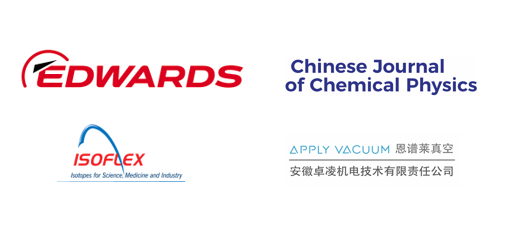 EDWARDS
Chinese Journal
of Chemical Physics
ISOFLEX
Isotopes for Science, Medicine and Industry
APPLY VACUUM 恩谱莱真空
安徽卓凌机电技术有限责任公司